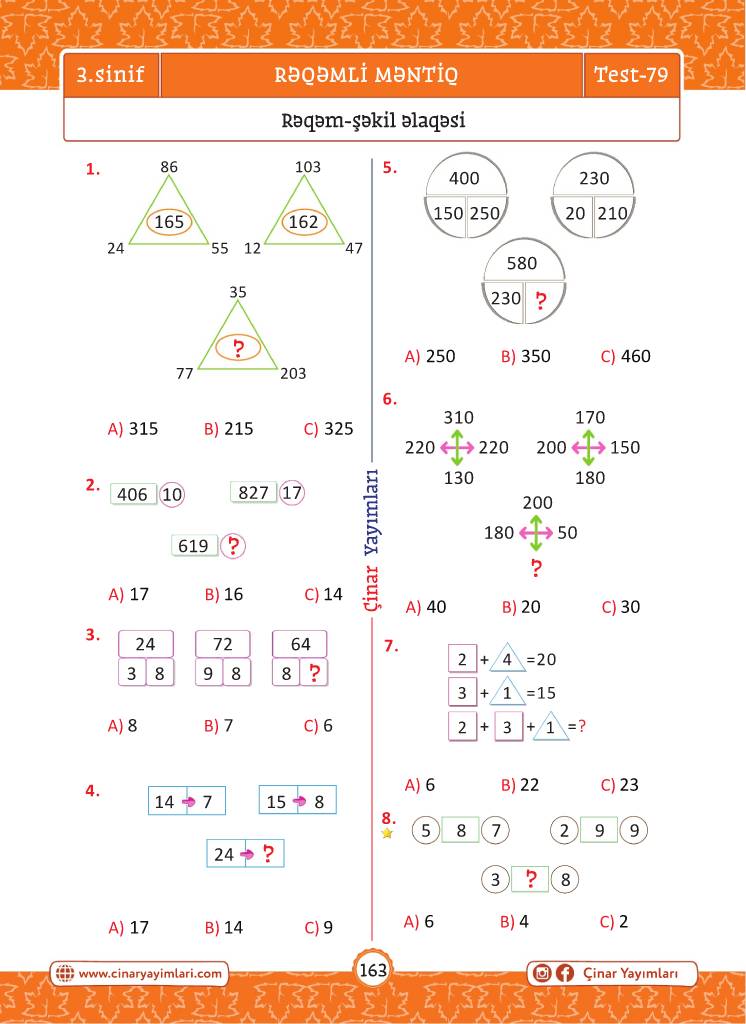 3.sinif
RƏQƏMLİ MƏNTİQ
Test-79
Rəqəm-şəkil əlaqəsi
1.
86
103
165
162
24
55
12
47
35
?
77
203
A) 315 B) 215 C) 325
2.
406 10
827 17
619 ?
A) 17 B) 16 C) 14
3.
24 72 64
3 8 9 8 8 ?
A) 8 B) 7 C) 6
4.
14 7
15 8
24 ?
A) 17 B) 14 C) 9
Çinar Yayımları
5.
400 230
150 250 20 210
580
230 ?
A) 250 B) 350 C) 460
6.
310 170
220 220 200 150
130 180
200
180 50
?
A) 40 B) 20 C) 30
7.
2 + 4 =20
3 + 1 =15
2 + 3 + 1 =?
A) 6 B) 22 C) 23
8.
5 8 7 2 9 9
3 ? 8
A) 6 B) 4 C) 2
www.cinaryayimlari.com
163
Çinar Yayımları